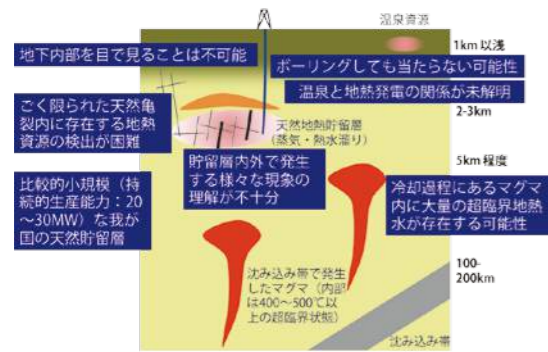 温泉資源
1km 以浅
地下内部を目で見ることは不可能
ボーリングしても当たらない可能性
温泉と地熱発電の関係が未解明
2-3km
ごく限られた天然亀
裂内に存在する地熱
資源の検出が困難
天然地熱貯留層
(蒸気・熱水溜り)
貯留層内外で発生
する様々な現象の
理解が不十分
5km 程度
比較的小規模（持
続的生産能力：20
～30MW）な我が
国の天然貯留層
冷却過程にあるマグマ
内に大量の超臨界地熱
水が存在する可能性
100-
200km
沈み込み帯で発生
したマグマ（内部
は400～500℃以
上の超臨界状態）
沈み込み帯